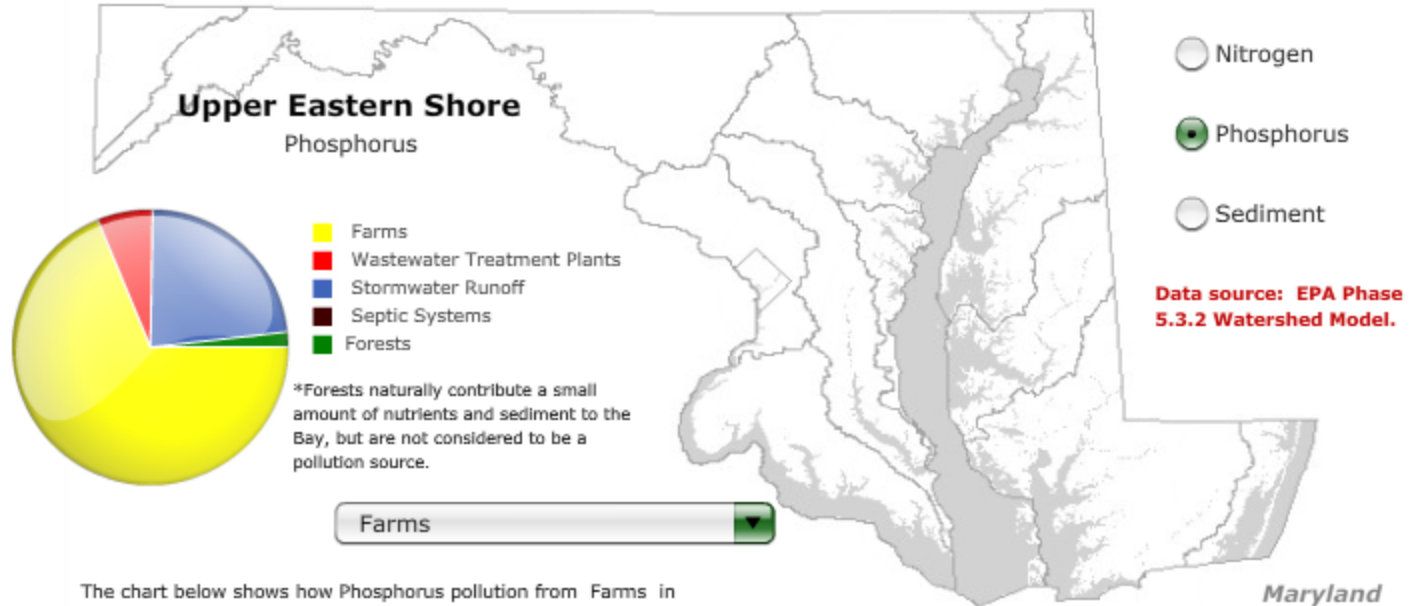 Upper Eastern Shore
Phosphorus
Farms
Wastewater Treatment Plants
Stormwater Runoff
Septic Systems
Forests
*Forests naturally contribute a small
amount of nutrients and sediment to the
Bay, but are not considered to be a
pollution source.
Farms
The chart below shows how Phosphorus pollution from Farms in
Nitrogen
Phosphorus
Sediment
Data source: EPA Phase
5.3.2 Watershed Model.
Maryland